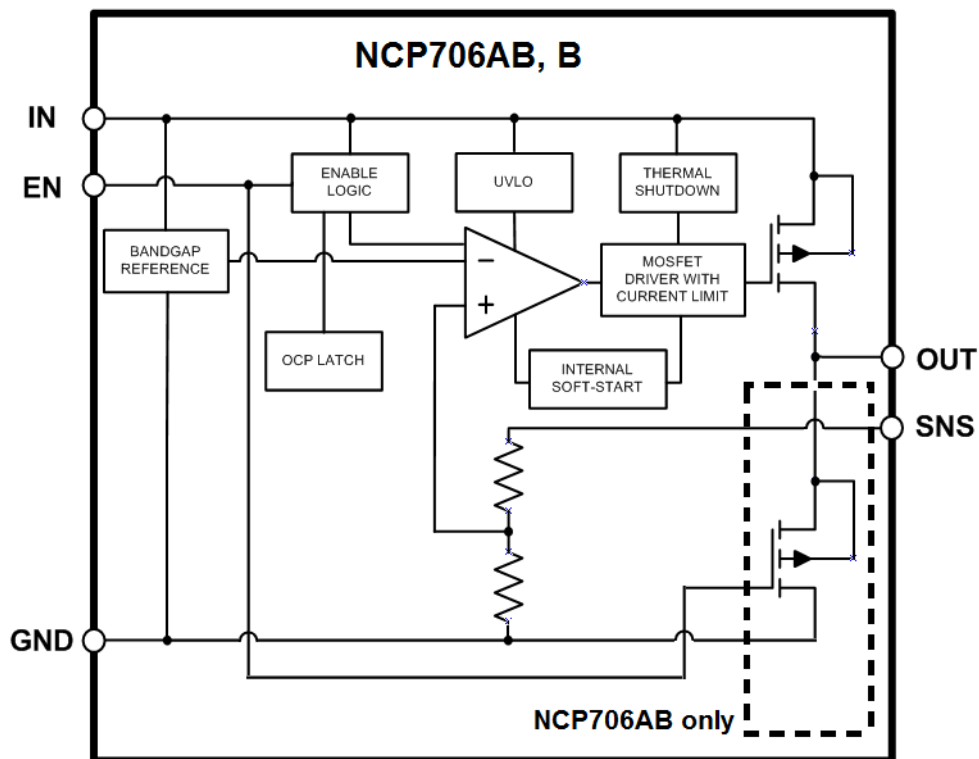 NCP706AB, B
IN
EN
ENABLE
LOGIC
UVLO
THERMAL
SHUTDOWN
BANDGAP
REFERENCE
−
+
MOSFET
DRIVER WITH
CURRENT LIMIT
OCP LATCH
INTERNAL
SOFT-START
OUT
SNS
GND
NCP706AB only